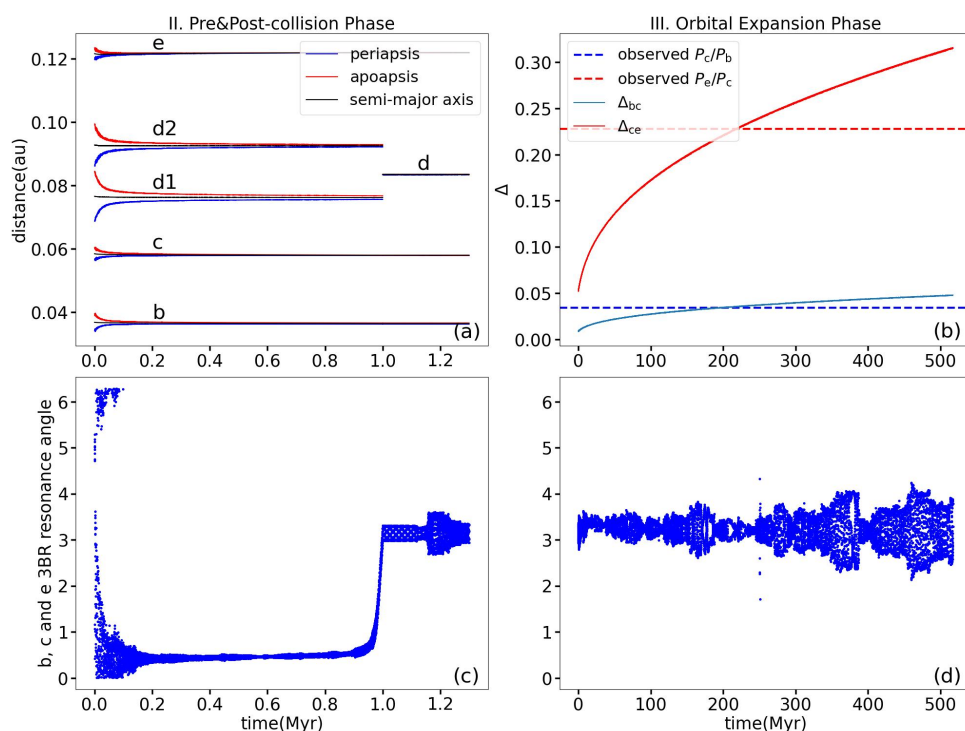 II. Pre&Post-collision Phase
e
periapsis
apoapsis
semi-major axis
d2
d
d1
c
b
(a)
distance(au)
0.12
0.10
0.08
0.06
0.04
0.0 0.2 0.4 0.6 0.8 1.0 1.2
III. Orbital Expansion Phase
observed P_c/P_b
observed P_e/P_c
Δ_bc
Δ_ce
(b)
Δ
0.30
0.25
0.20
0.15
0.10
0.05
0.00
0 100 200 300 400 500
b, c and e 3BR resonance angle
6
5
4
3
2
1
0
(c)
0.0 0.2 0.4 0.6 0.8 1.0 1.2
time(Myr)
6
5
4
3
2
1
0
(d)
0 100 200 300 400 500
time(Myr)